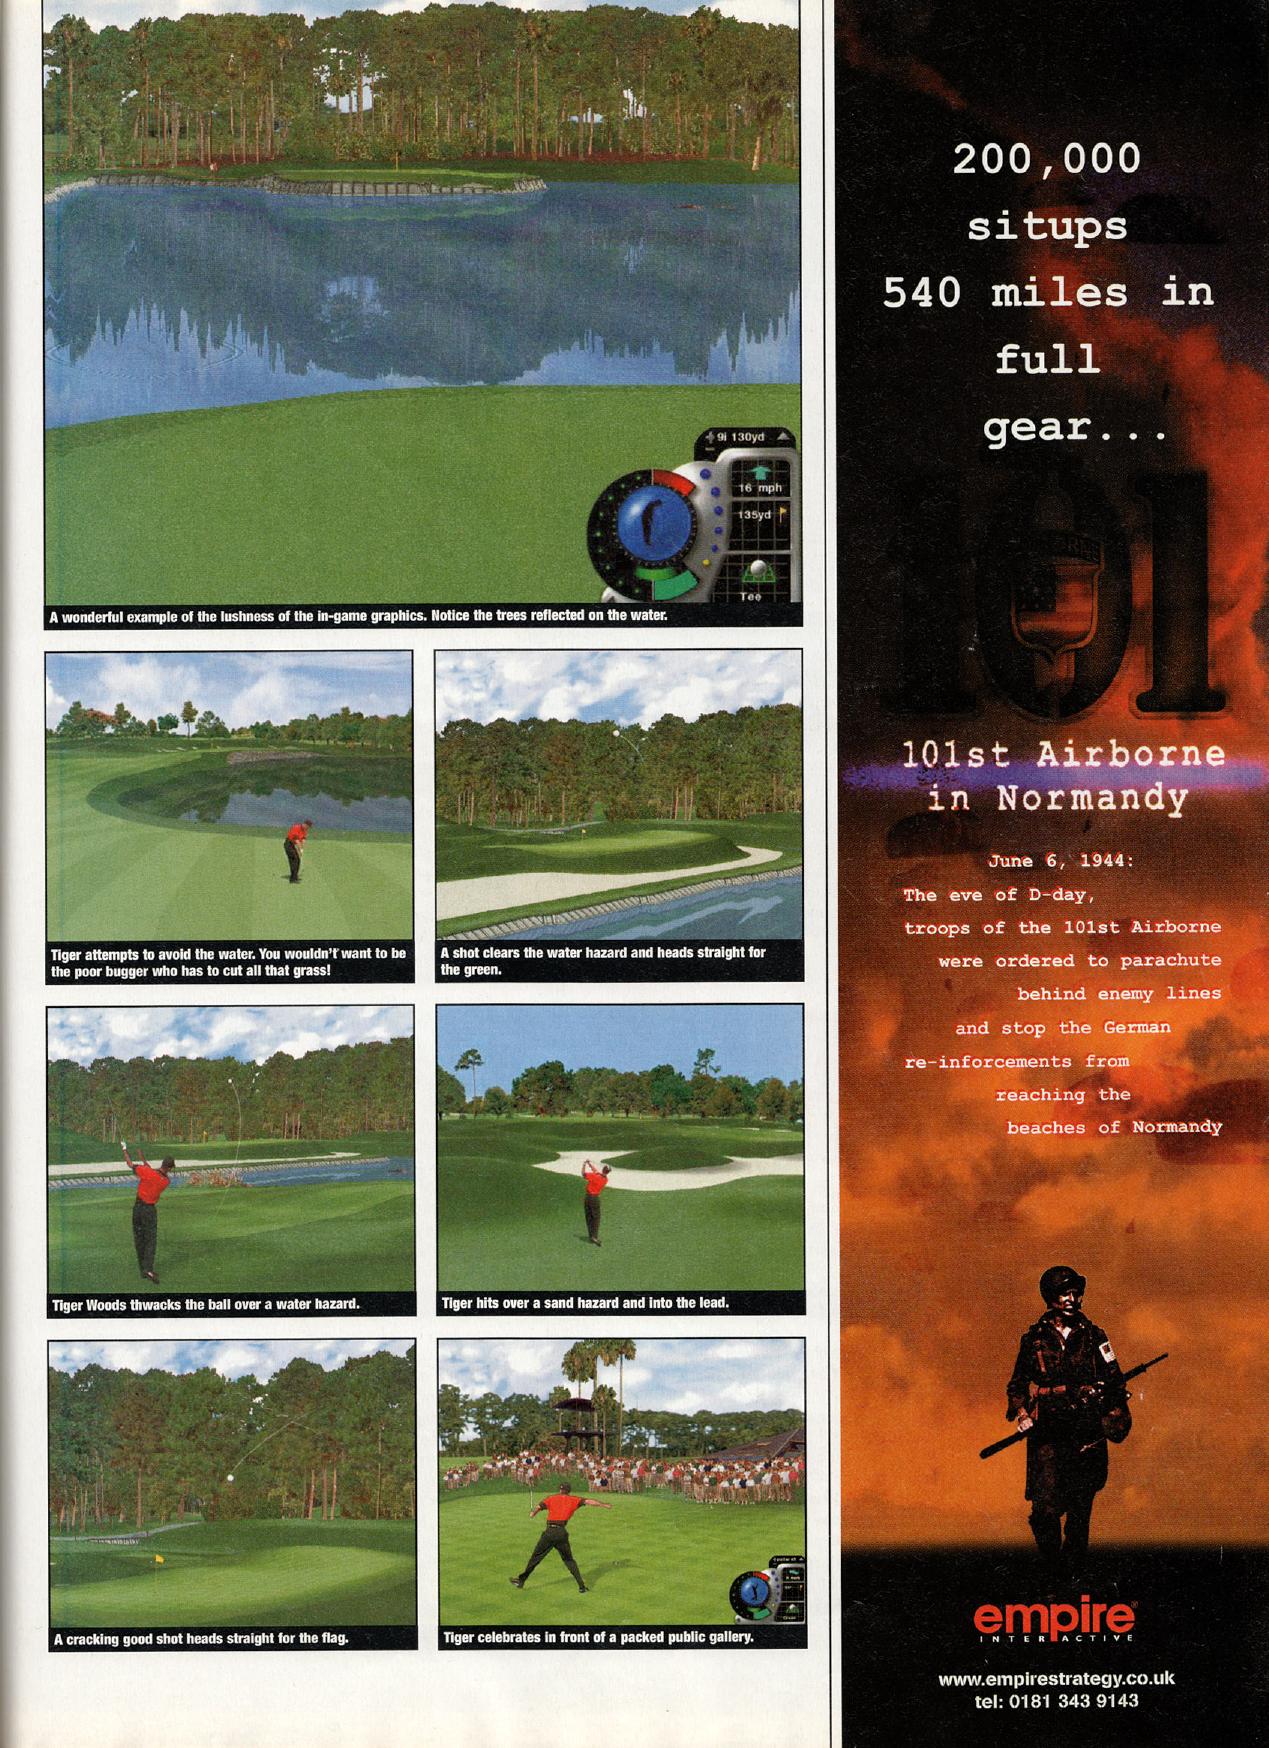 9i 130yd
16 mph
135yd
Tee
A wonderful example of the lushness of the in-game graphics. Notice the trees reflected on the water.
Tiger attempts to avoid the water. You wouldn't want to be
the poor bugger who has to cut all that grass!
A shot clears the water hazard and heads straight for
the green.
Tiger Woods thwacks the ball over a water hazard.
Tiger hits over a sand hazard and into the lead.
A cracking good shot heads straight for the flag.
Tiger celebrates in front of a packed public gallery.
200,000
situps
540 miles in
full
gear...
101
101st Airborne
in Normandy
June 6, 1944:
The eve of D-day,
troops of the 101st Airborne
were ordered to parachute
behind enemy lines
and stop the German
re-inforcements from
reaching the
beaches of Normandy
empire
INTERACTIVE
www.empirestrategy.co.uk
tel: 0181 343 9143